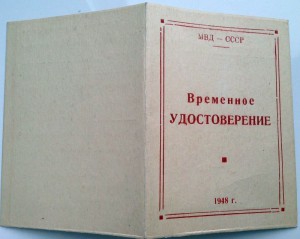 МВД — СССР
Временное
УДОСТОВЕРЕНИЕ
1948 г.